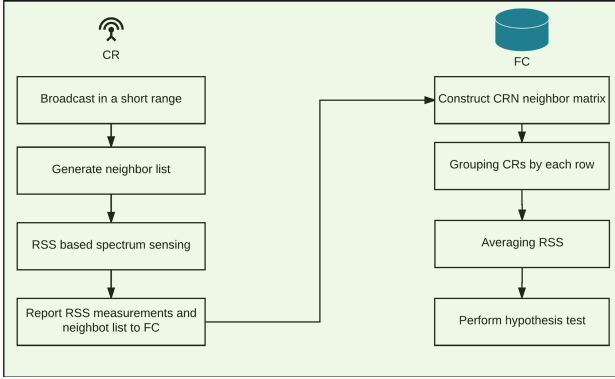 CR
Broadcast in a short range
Generate neighbor list
RSS based spectrum sensing
Report RSS measurements and
neighbot list to FC
FC
Construct CRN neighbor matrix
Grouping CRs by each row
Averaging RSS
Perform hypothesis test